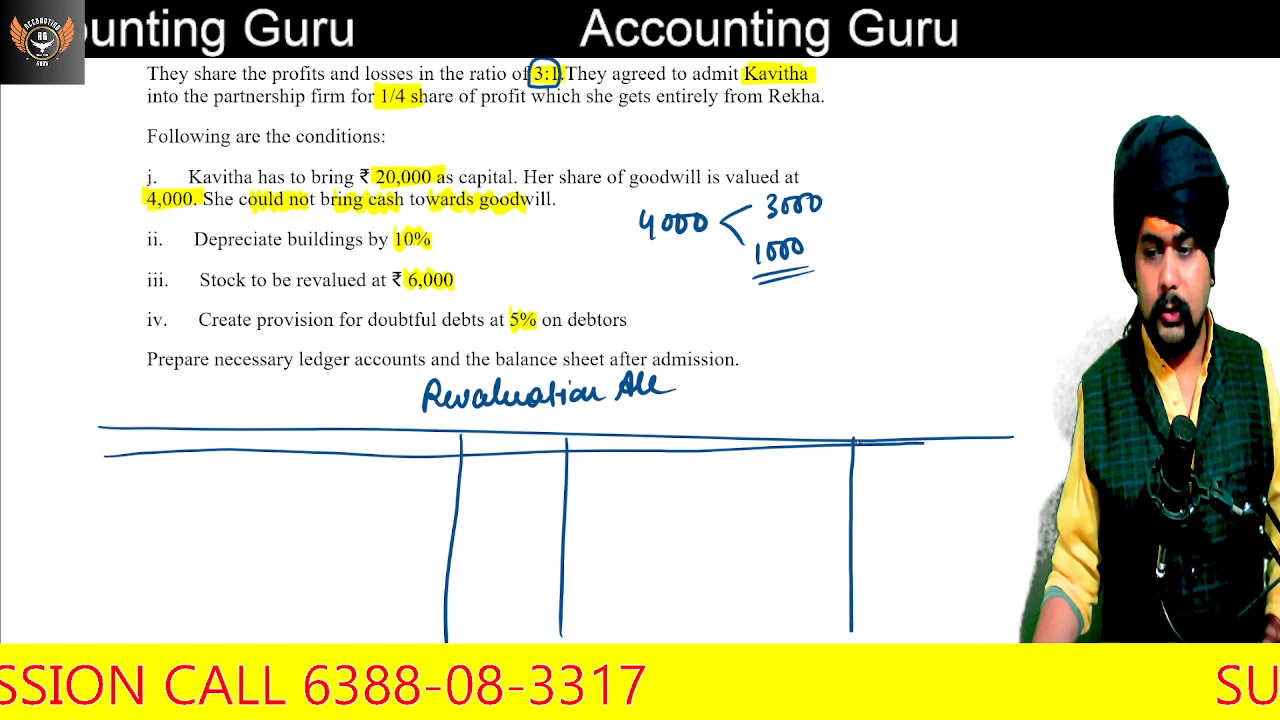 unting Guru
Accounting Guru
ACCOUNTING
AG
GURU
They share the profits and losses in the ratio of 3:1.They agreed to admit Kavitha
into the partnership firm for 1/4 share of profit which she gets entirely from Rekha.
Following are the conditions:
j. Kavitha has to bring ₹ 20,000 as capital. Her share of goodwill is valued at
4,000. She could not bring cash towards goodwill.
4000 < 3000
1000
ii. Depreciate buildings by 10%
iii. Stock to be revalued at ₹ 6,000
iv. Create provision for doubtful debts at 5% on debtors
Prepare necessary ledger accounts and the balance sheet after admission.
Revaluation A/c
SSION CALL 6388-08-3317
SU